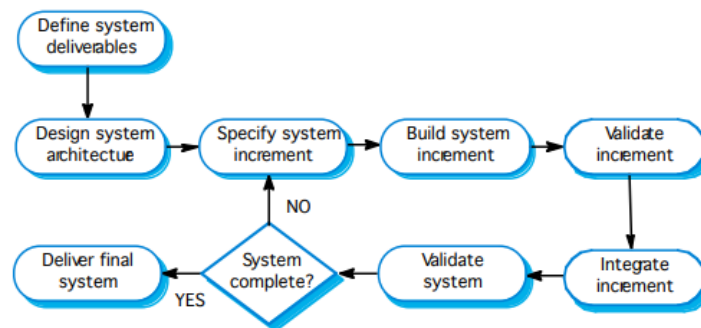 Define system
deliverables
Design system
architecture
Specify system
increment
Build system
increment
Validate
increment
NO
Deliver final
system
YES
System
complete?
Validate
system
Integrate
increment